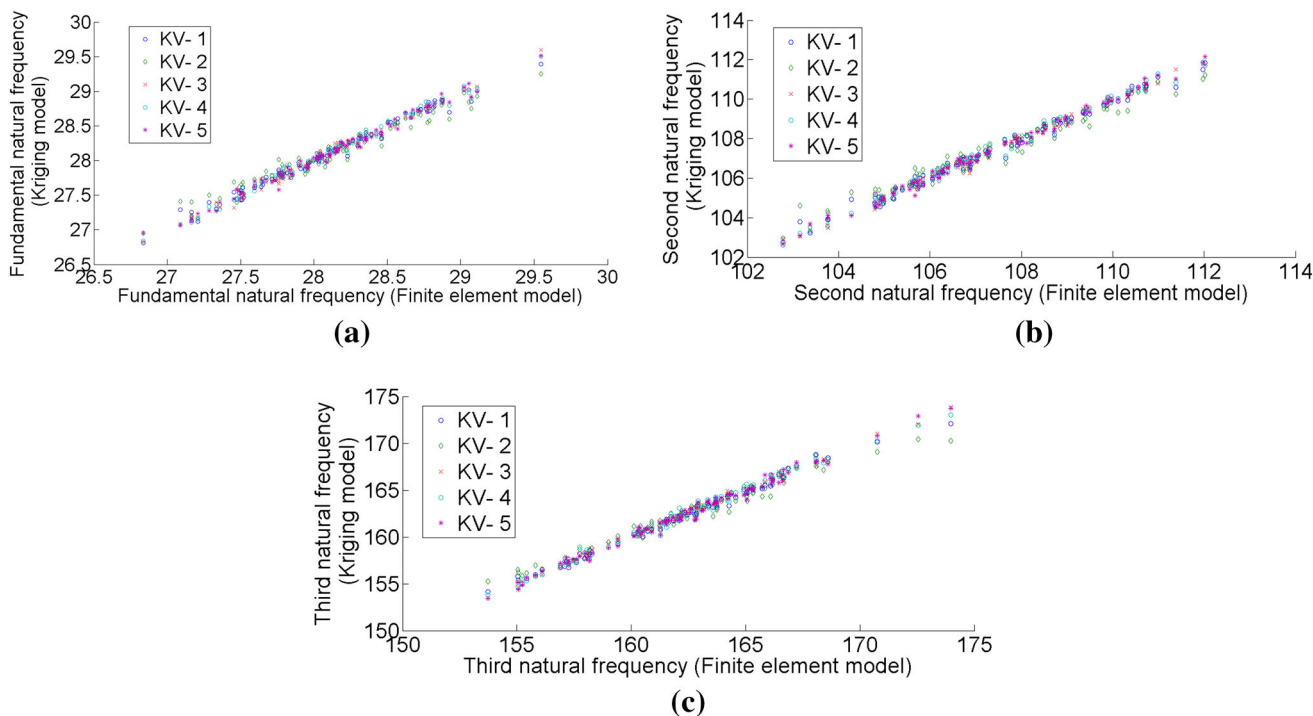 30
29.5
29
28.5
28
27.5
27
26.5
Fundamental natural frequency
(Kriging model)
KV- 1
KV- 2
KV- 3
KV- 4
KV- 5
26.5 27 27.5 28 28.5 29 29.5 30
Fundamental natural frequency (Finite element model)
(a)
114
112
110
108
106
104
102
Second natural frequency
(Kriging model)
KV- 1
KV- 2
KV- 3
KV- 4
KV- 5
102 104 106 108 110 112 114
Second natural frequency (Finite element model)
(b)
175
170
165
160
155
150
Third natural frequency
(Kriging model)
KV- 1
KV- 2
KV- 3
KV- 4
KV- 5
150 155 160 165 170 175
Third natural frequency (Finite element model)
(c)